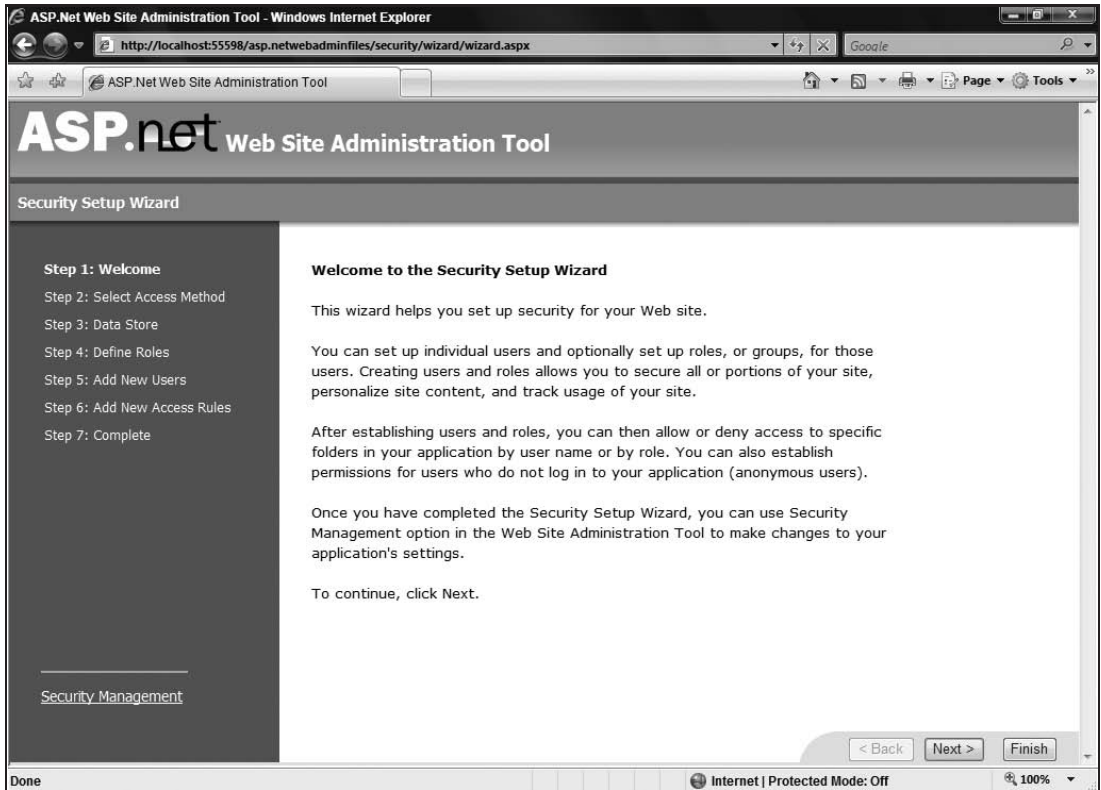 ASP.Net Web Site Administration Tool - Windows Internet Explorer
http://localhost:55598/asp.netwebadminfiles/security/wizard/wizard.aspx
Google
ASP.Net Web Site Administration Tool
Page
Tools
ASP.net Web Site Administration Tool
Security Setup Wizard
Step 1: Welcome
Step 2: Select Access Method
Step 3: Data Store
Step 4: Define Roles
Step 5: Add New Users
Step 6: Add New Access Rules
Step 7: Complete
Security Management
Welcome to the Security Setup Wizard
This wizard helps you set up security for your Web site.
You can set up individual users and optionally set up roles, or groups, for those
users. Creating users and roles allows you to secure all or portions of your site,
personalize site content, and track usage of your site.
After establishing users and roles, you can then allow or deny access to specific
folders in your application by user name or by role. You can also establish
permissions for users who do not log in to your application (anonymous users).
Once you have completed the Security Setup Wizard, you can use Security
Management option in the Web Site Administration Tool to make changes to your
application's settings.
To continue, click Next.
< Back
Next >
Finish
Done
Internet | Protected Mode: Off
100%